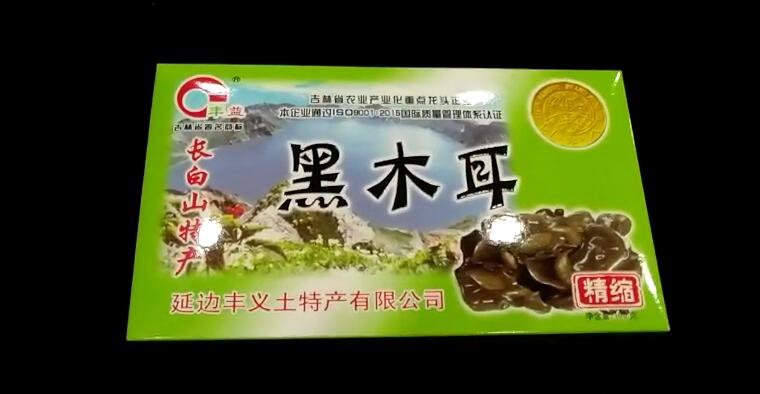 丰益
®
吉林省著名商标
长白山特产
吉林省农业产业化重点龙头企业
本企业通过ISO9001:2015国际质量管理体系认证
黑木耳
精缩
延边丰义土特产有限公司
净含量